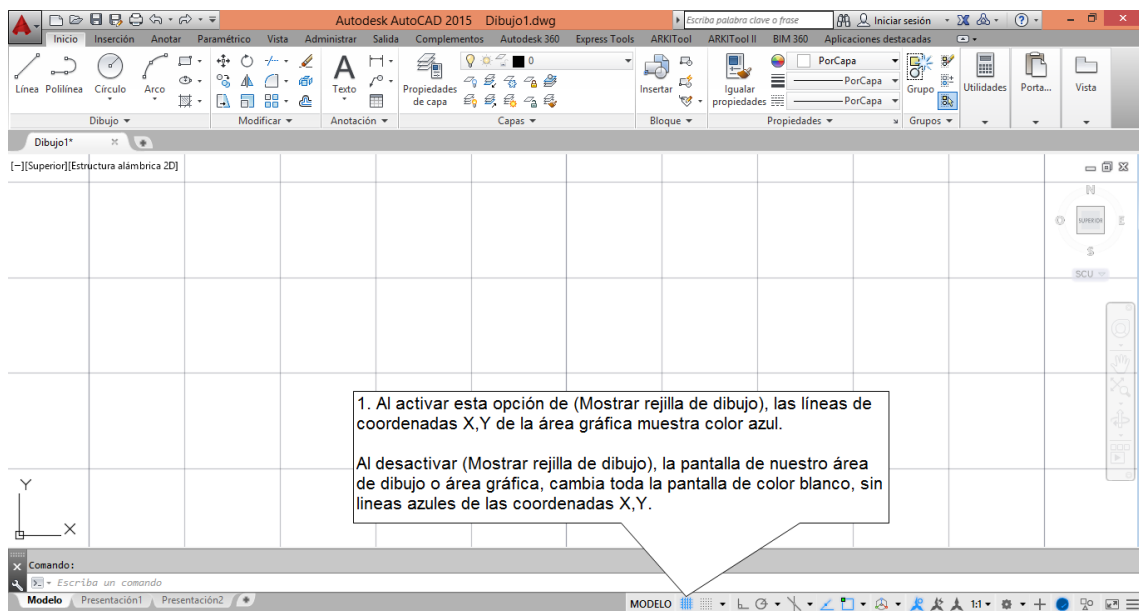 Autodesk AutoCAD 2015 Dibujo1.dwg
Escriba palabra clave o frase
Iniciar sesión
Inicio Inserción Anotar Paramétrico Vista Administrar Salida Complementos Autodesk 360 Express Tools ARKITool ARKITool II BIM 360 Aplicaciones destacadas
Línea Polilínea Círculo Arco
Texto
Propiedades de capa
0
Insertar
Igualar propiedades
PorCapa
PorCapa
PorCapa
Grupo
Utilidades
Porta...
Vista
Dibujo
Modificar
Anotación
Capas
Bloque
Propiedades
Grupos
Dibujo1*
[−][Superior][Estructura alámbrica 2D]
N
O SUPERIOR E
S
SCU
1. Al activar esta opción de (Mostrar rejilla de dibujo), las líneas de
coordenadas X,Y de la área gráfica muestra color azul.
Al desactivar (Mostrar rejilla de dibujo), la pantalla de nuestro área
de dibujo o área gráfica, cambia toda la pantalla de color blanco, sin
lineas azules de las coordenadas X,Y.
Y
X
Comando:
Escriba un comando
Modelo Presentación1 Presentación2
MODELO
1:1